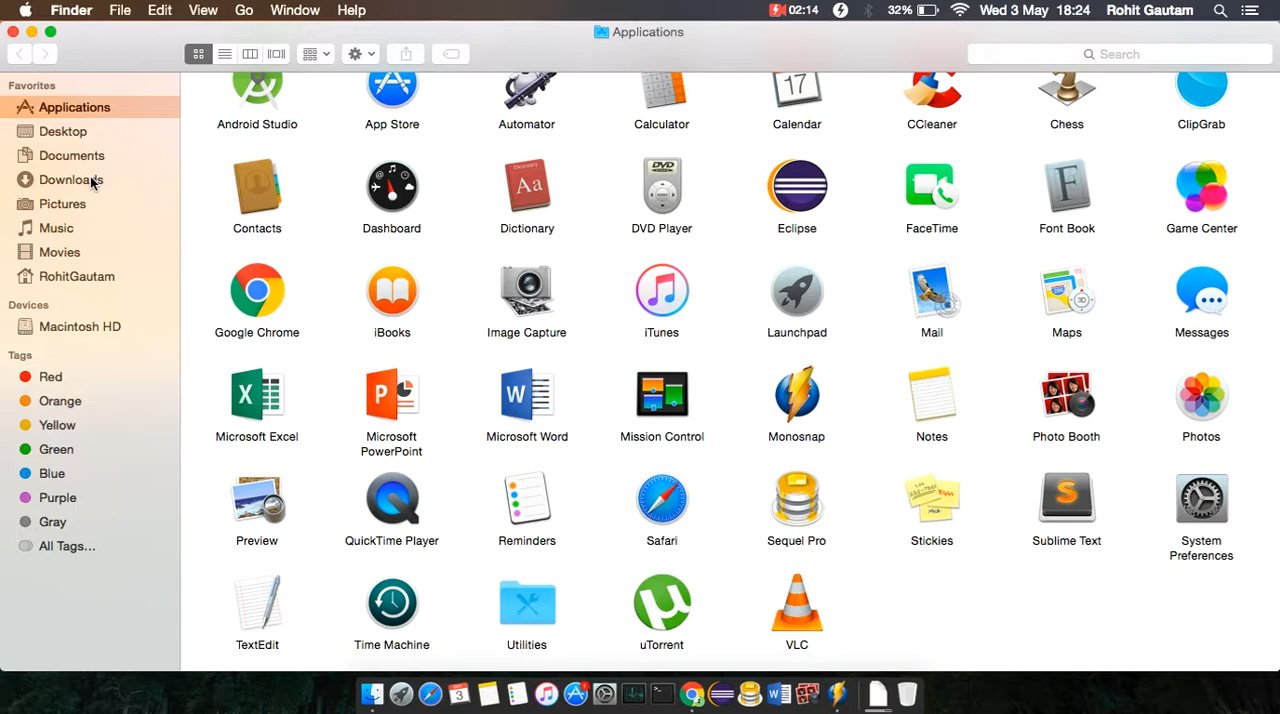 Finder File Edit View Go Window Help 02:14 32% Wed 3 May 18:24 Rohit Gautam
Applications
Search
Favorites
Applications
Desktop
Documents
Downloads
Pictures
Music
Movies
RohitGautam
Devices
Macintosh HD
Tags
Red
Orange
Yellow
Green
Blue
Purple
Gray
All Tags...
17
Android Studio App Store Automator Calculator Calendar CCleaner Chess ClipGrab
Dictionary
Aa
DVD
F
Contacts Dashboard Dictionary DVD Player Eclipse FaceTime Font Book Game Center
3D
Google Chrome iBooks Image Capture iTunes Launchpad Mail Maps Messages
X P W
Microsoft Excel Microsoft PowerPoint Microsoft Word Mission Control Monosnap Notes Photo Booth Photos
S
Preview QuickTime Player Reminders Safari Sequel Pro Stickies Sublime Text System Preferences
µ
TextEdit Time Machine Utilities uTorrent VLC
3
W